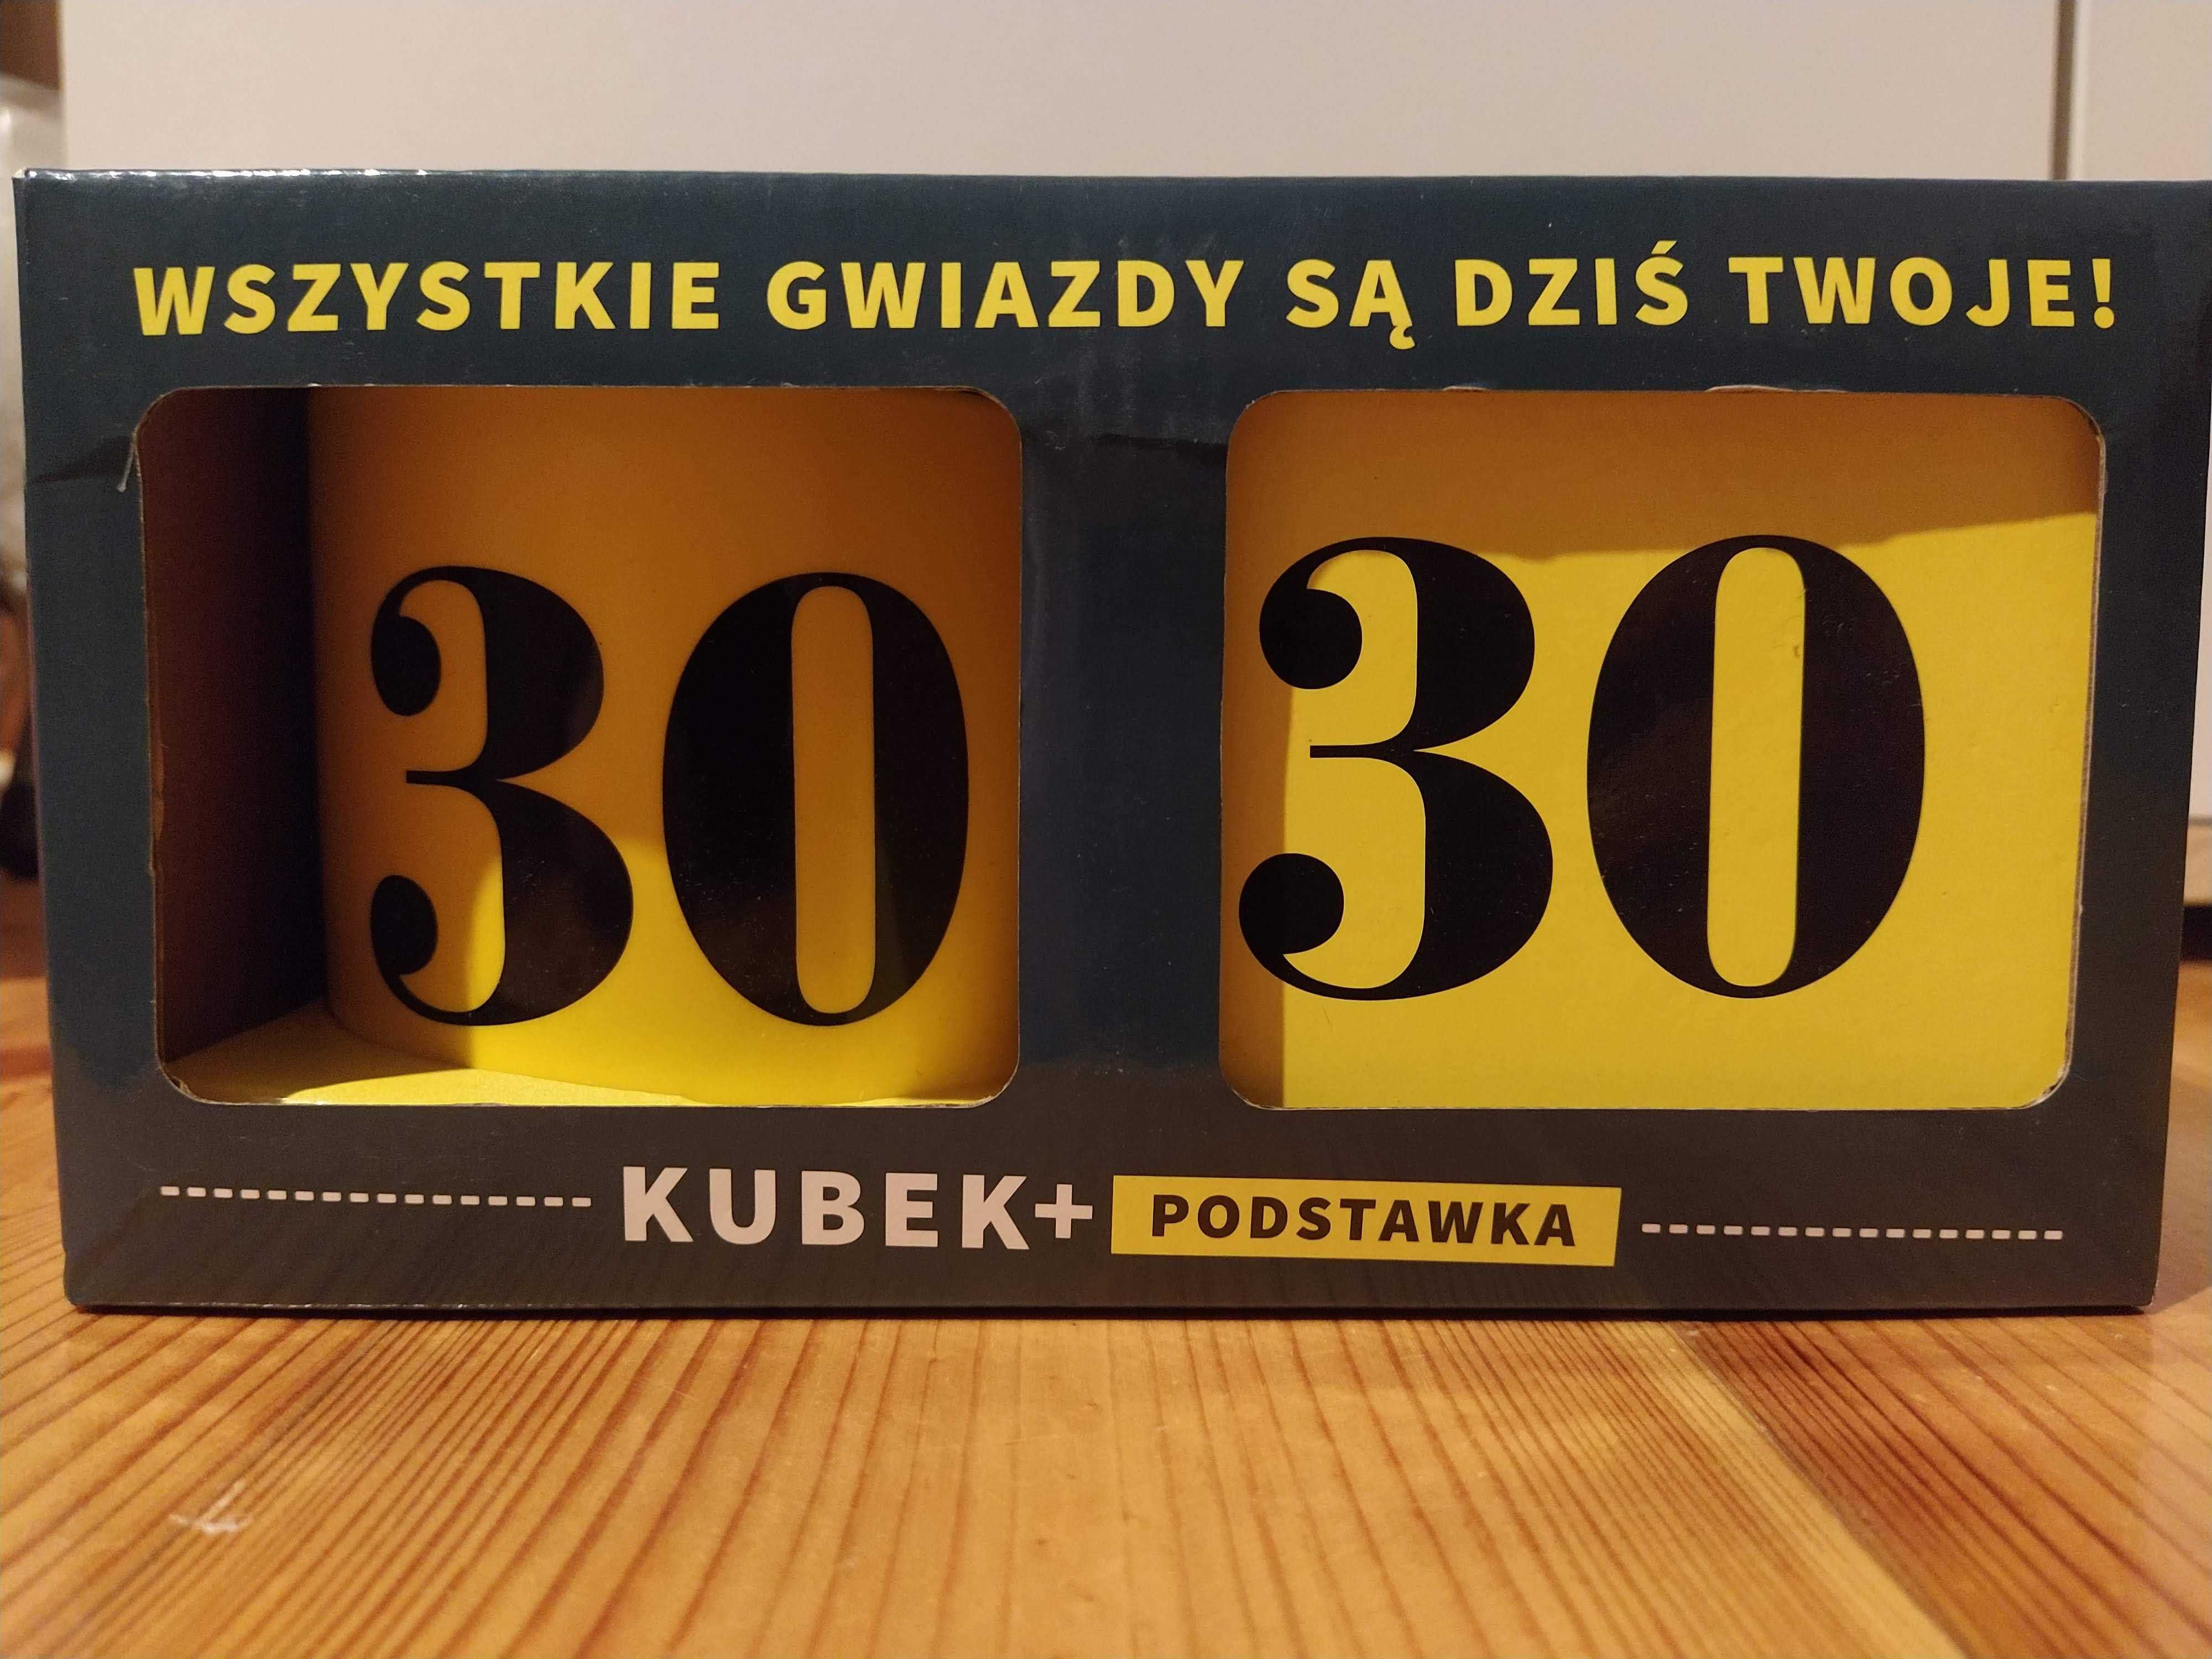 WSZYSTKIE GWIAZDY SĄ DZIŚ TWOJE!
30 30
KUBEK+ PODSTAWKA